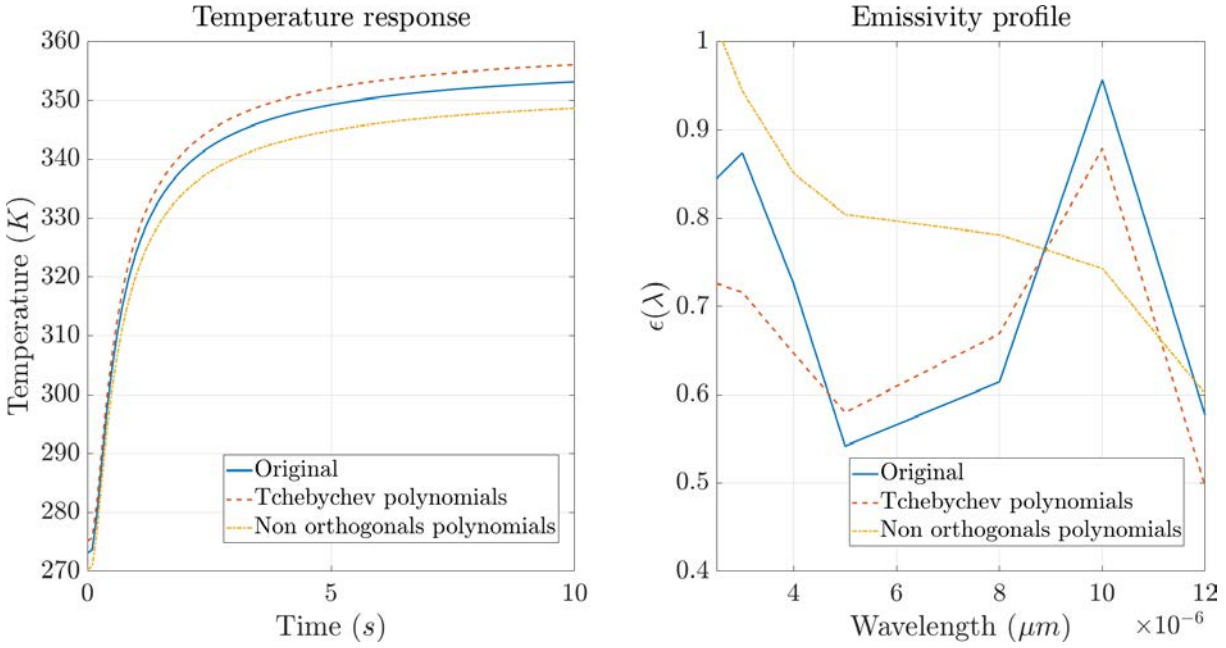 Temperature response
360
350
340
330
320
310
300
290
280
270
Temperature (K)
Original
Tchebychev polynomials
Non orthogonals polynomials
0
5
10
Time (s)
Emissivity profile
1
0.9
0.8
0.7
0.6
0.5
0.4
ϵ(λ)
Original
Tchebychev polynomials
Non orthogonals polynomials
4
6
8
10
12
Wavelength (μm)
×10⁻⁶